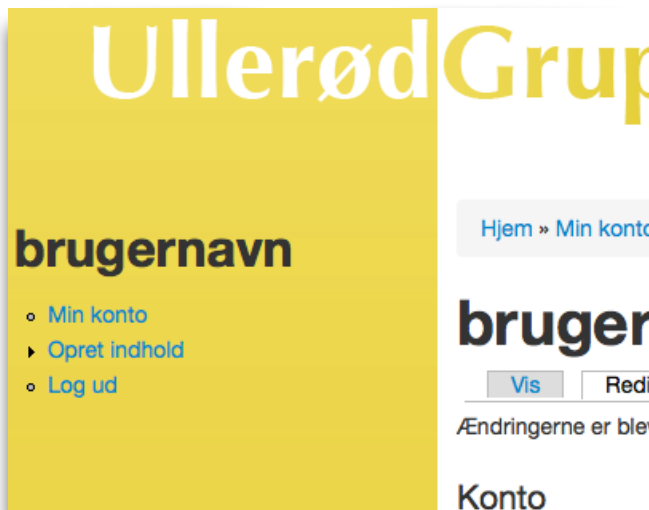 UllerødGrup
brugernavn
Min konto
Opret indhold
Log ud
Hjem » Min konto
bruger
Vis Redi
Ændringerne er blev
Konto